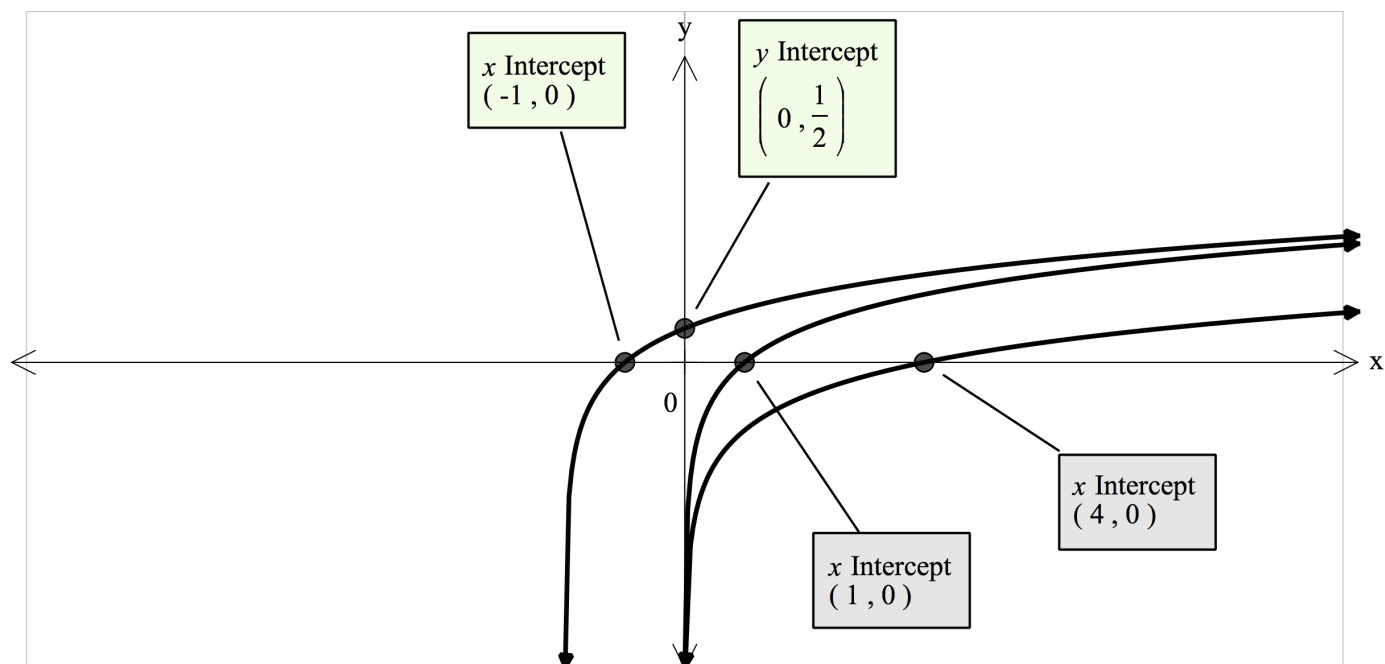 y
x Intercept
( -1 , 0 )
y Intercept
( 0 , 1/2 )
x
0
x Intercept
( 4 , 0 )
x Intercept
( 1 , 0 )